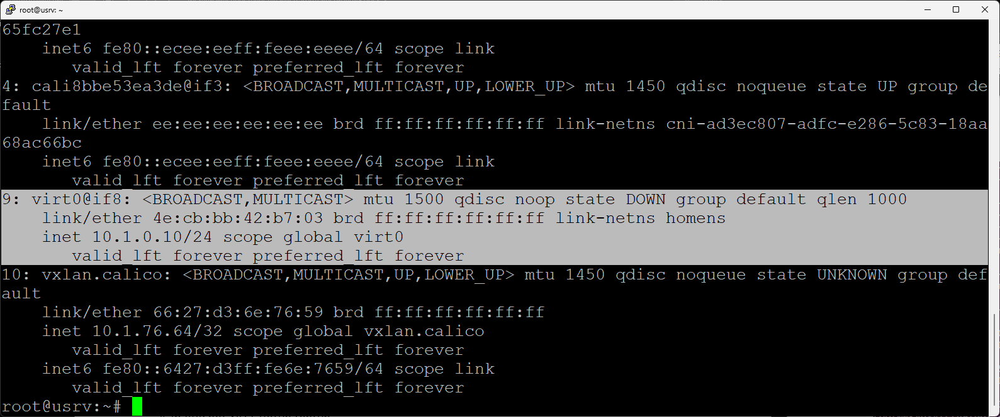 root@usrv: ~
65fc27e1
    inet6 fe80::ecee:eeff:feee:eeee/64 scope link
       valid_lft forever preferred_lft forever
4: cali8bbe53ea3de@if3: <BROADCAST,MULTICAST,UP,LOWER_UP> mtu 1450 qdisc noqueue state UP group de
fault
    link/ether ee:ee:ee:ee:ee:ee brd ff:ff:ff:ff:ff:ff link-netns cni-ad3ec807-adfc-e286-5c83-18aa
68ac66bc
    inet6 fe80::ecee:eeff:feee:eeee/64 scope link
       valid_lft forever preferred_lft forever
9: virt0@if8: <BROADCAST,MULTICAST> mtu 1500 qdisc noop state DOWN group default qlen 1000
    link/ether 4e:cb:bb:42:b7:03 brd ff:ff:ff:ff:ff:ff link-netns homens
    inet 10.1.0.10/24 scope global virt0
       valid_lft forever preferred_lft forever
10: vxlan.calico: <BROADCAST,MULTICAST,UP,LOWER_UP> mtu 1450 qdisc noqueue state UNKNOWN group def
ault
    link/ether 66:27:d3:6e:76:59 brd ff:ff:ff:ff:ff:ff
    inet 10.1.76.64/32 scope global vxlan.calico
       valid_lft forever preferred_lft forever
    inet6 fe80::6427:d3ff:fe6e:7659/64 scope link
       valid_lft forever preferred_lft forever
root@usrv:~#